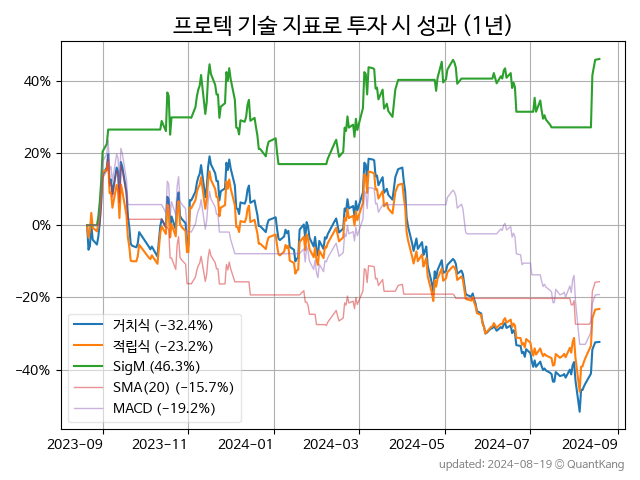 프로텍 기술 지표로 투자 시 성과 (1년)
40%
20%
0%
−20%
−40%
거치식 (−32.4%)
적립식 (−23.2%)
SigM (46.3%)
SMA(20) (−15.7%)
MACD (−19.2%)
2023-09 2023-11 2024-01 2024-03 2024-05 2024-07 2024-09
updated: 2024-08-19 © QuantKang